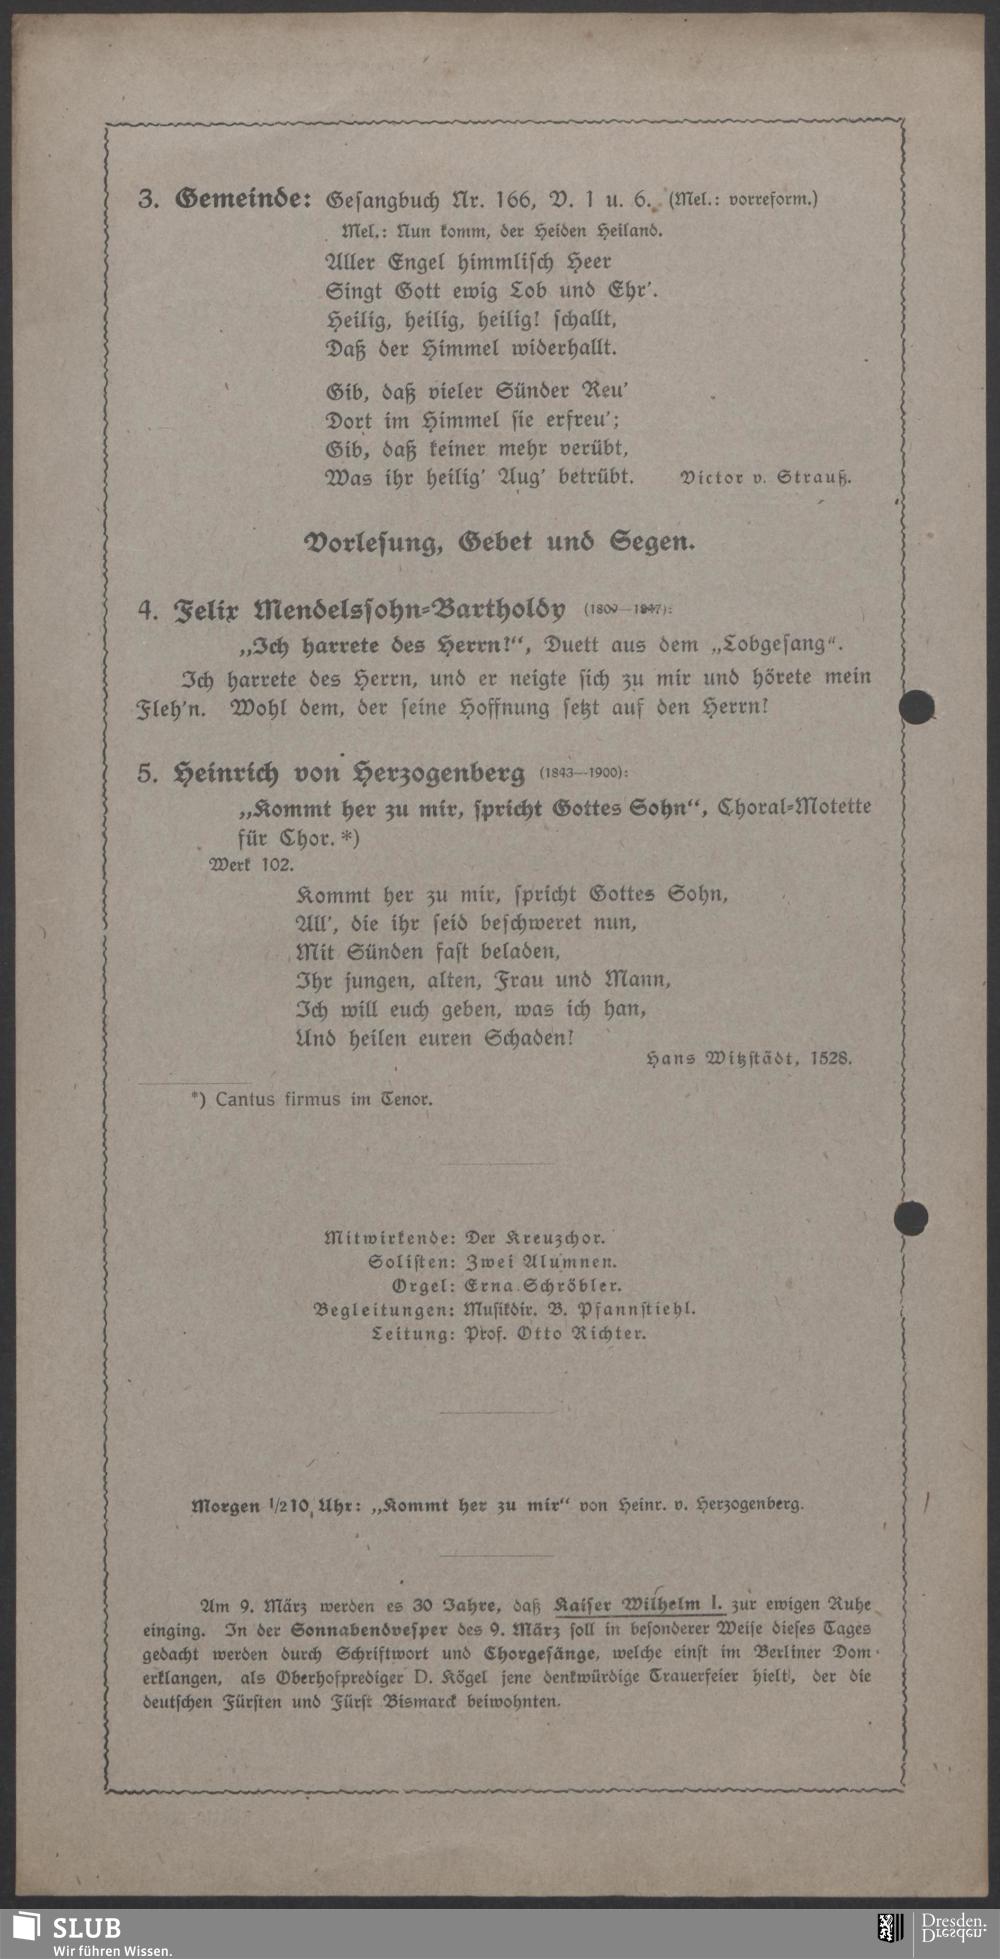 3. Gemeinde: Gesangbuch Nr. 166, V. 1 u. 6. (Mel.: vorreform.)
Mel.: Nun komm, der Heiden Heiland.
Aller Engel himmlisch Heer
Singt Gott ewig Lob und Ehr'.
Heilig, heilig, heilig! schallt,
Daß der Himmel widerhallt.
Gib, daß vieler Sünder Reu'
Dort im Himmel sie erfreu';
Gib, daß keiner mehr verübt,
Was ihr heilig' Aug' betrübt. Victor v. Strauß.
Vorlesung, Gebet und Segen.
4. Felix Mendelssohn-Bartholdy (1809—1847):
„Ich harrete des Herrn!“, Duett aus dem „Lobgesang“.
Ich harrete des Herrn, und er neigte sich zu mir und hörete mein
Fleh'n. Wohl dem, der seine Hoffnung setzt auf den Herrn!
5. Heinrich von Herzogenberg (1843—1900):
„Kommt her zu mir, spricht Gottes Sohn“, Choral-Motette
für Chor. *)
Werk 102.
Kommt her zu mir, spricht Gottes Sohn,
All', die ihr seid beschweret nun,
Mit Sünden fast beladen,
Ihr jungen, alten, Frau und Mann,
Ich will euch geben, was ich han,
Und heilen euren Schaden!
Hans Witzstädt, 1528.
*) Cantus firmus im Tenor.
Mitwirkende: Der Kreuzchor.
Solisten: Zwei Alumnen.
Orgel: Erna Schröbler.
Begleitungen: Musikdir. B. Pfannstiehl.
Leitung: Prof. Otto Richter.
Morgen 1/210 Uhr: „Kommt her zu mir“ von Heinr. v. Herzogenberg.
Am 9. März werden es 30 Jahre, daß Kaiser Wilhelm I. zur ewigen Ruhe
einging. In der Sonnabendvesper des 9. März soll in besonderer Weise dieses Tages
gedacht werden durch Schriftwort und Chorgesänge, welche einst im Berliner Dom
erklangen, als Oberhofprediger D. Kögel jene denkwürdige Trauerfeier hielt, der die
deutschen Fürsten und Fürst Bismarck beiwohnten.
SLUB
Wir führen Wissen.
Dresden.
Dresden.